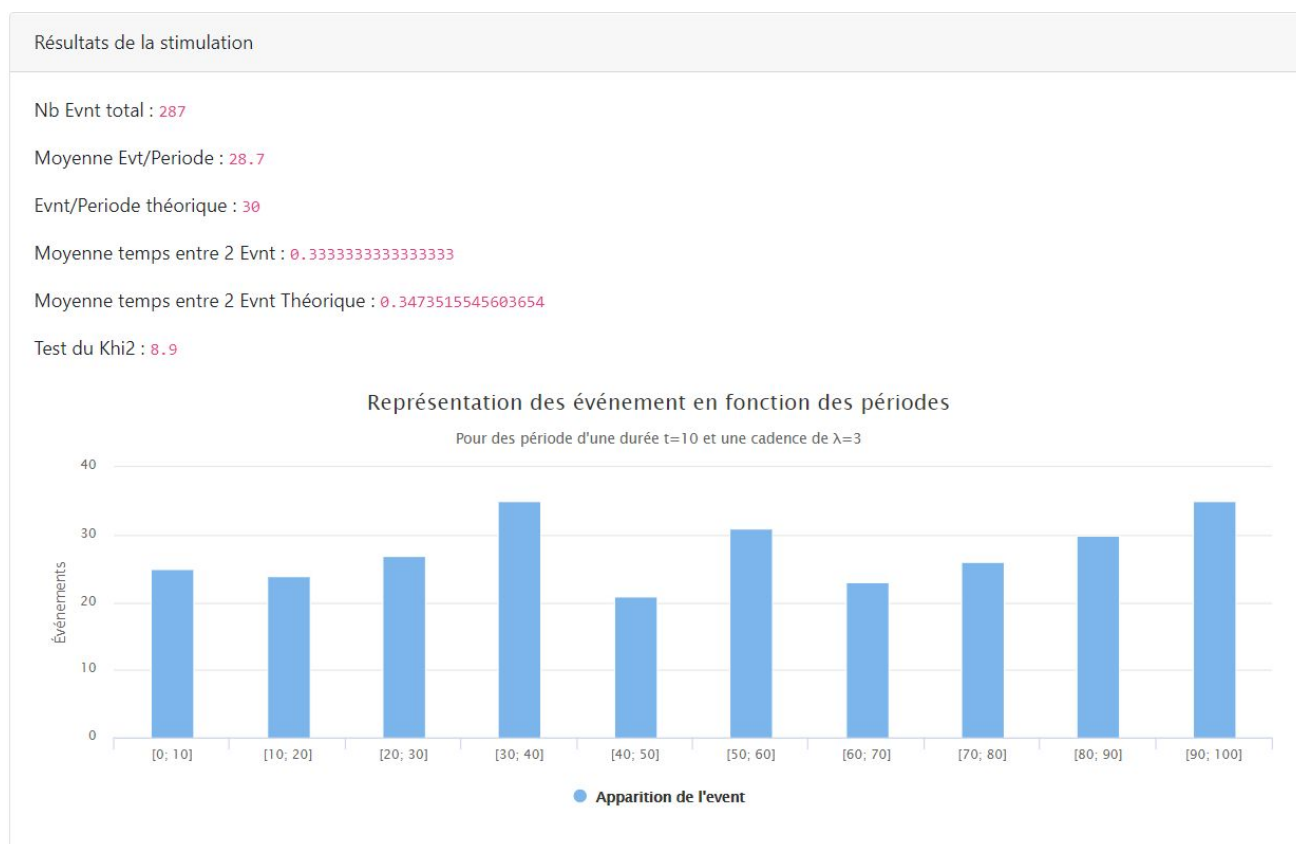 Résultats de la stimulation
Nb Evnt total : 287
Moyenne Evt/Periode : 28.7
Evnt/Periode théorique : 30
Moyenne temps entre 2 Evnt : 0.3333333333333333
Moyenne temps entre 2 Evnt Théorique : 0.3473515545603654
Test du Khi2 : 8.9
Représentation des événement en fonction des périodes
Pour des période d'une durée t=10 et une cadence de λ=3
Événements
40
30
20
10
0
[0; 10] [10; 20] [20; 30] [30; 40] [40; 50] [50; 60] [60; 70] [70; 80] [80; 90] [90; 100]
Apparition de l'event